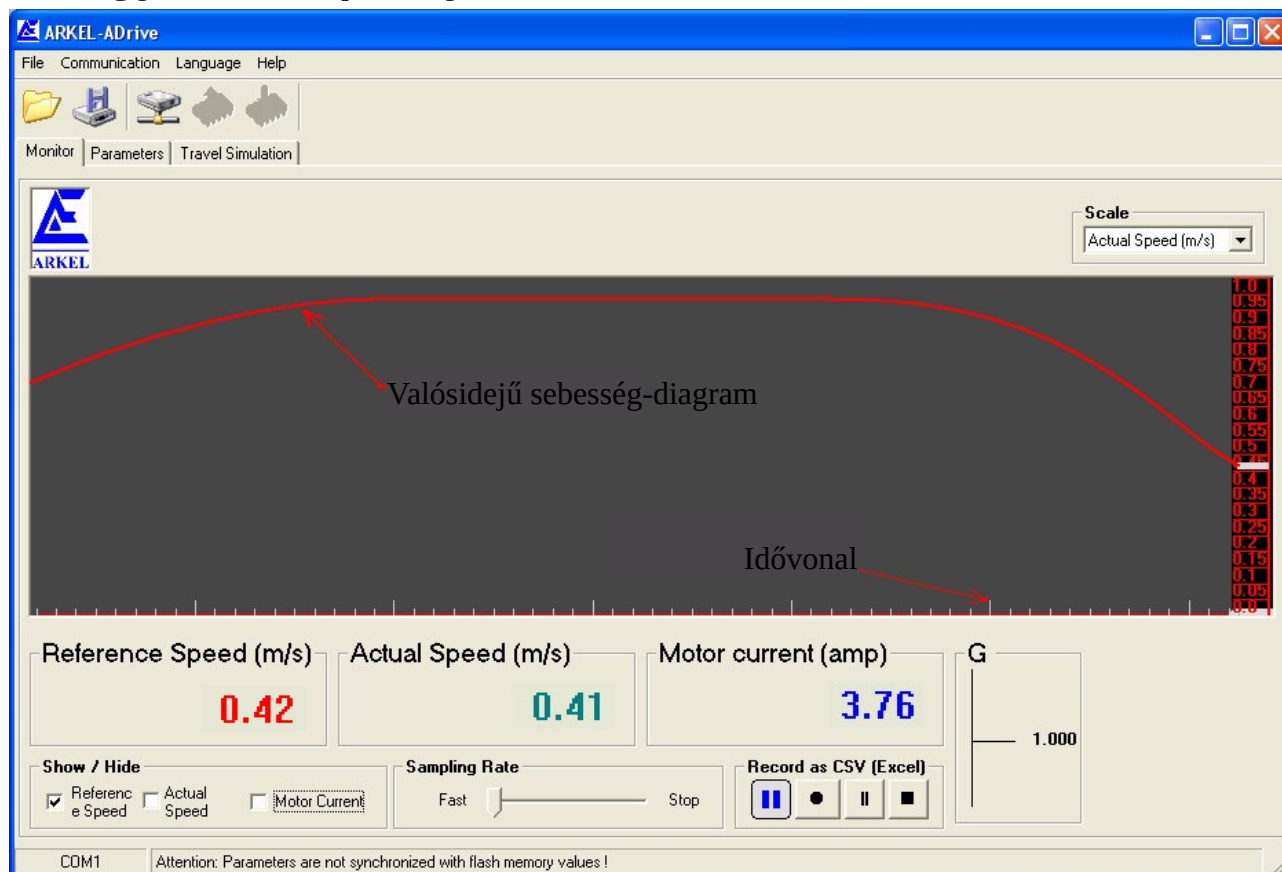 ARKEL-ADrive
File Communication Language Help
Monitor Parameters Travel Simulation
ARKEL
Scale
Actual Speed (m/s)
1.0
0.95
0.9
0.85
0.8
0.75
0.7
0.65
0.6
0.55
0.5
0.45
0.4
0.35
0.3
0.25
0.2
0.15
0.1
0.05
0.0
Valósidejű sebesség-diagram
Idővonal
Reference Speed (m/s) Actual Speed (m/s) Motor current (amp) G
0.42 0.41 3.76
1.000
Show / Hide Sampling Rate Record as CSV (Excel)
Referenc Actual
e Speed Speed Motor Current Fast Stop
COM1 Attention: Parameters are not synchronized with flash memory values !